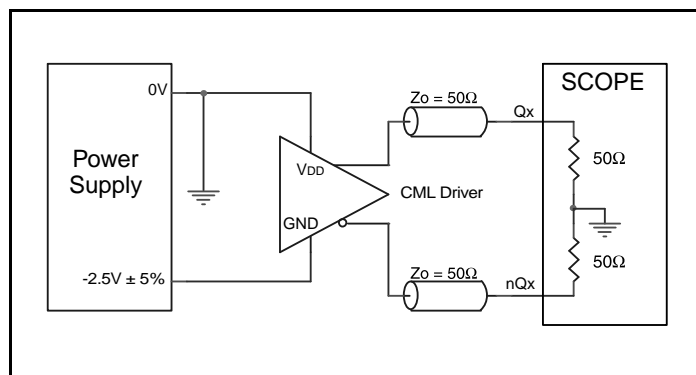 Power
Supply
0V
-2.5V ± 5%
VDD
GND
CML Driver
Zo = 50Ω
Zo = 50Ω
Qx
nQx
SCOPE
50Ω
50Ω